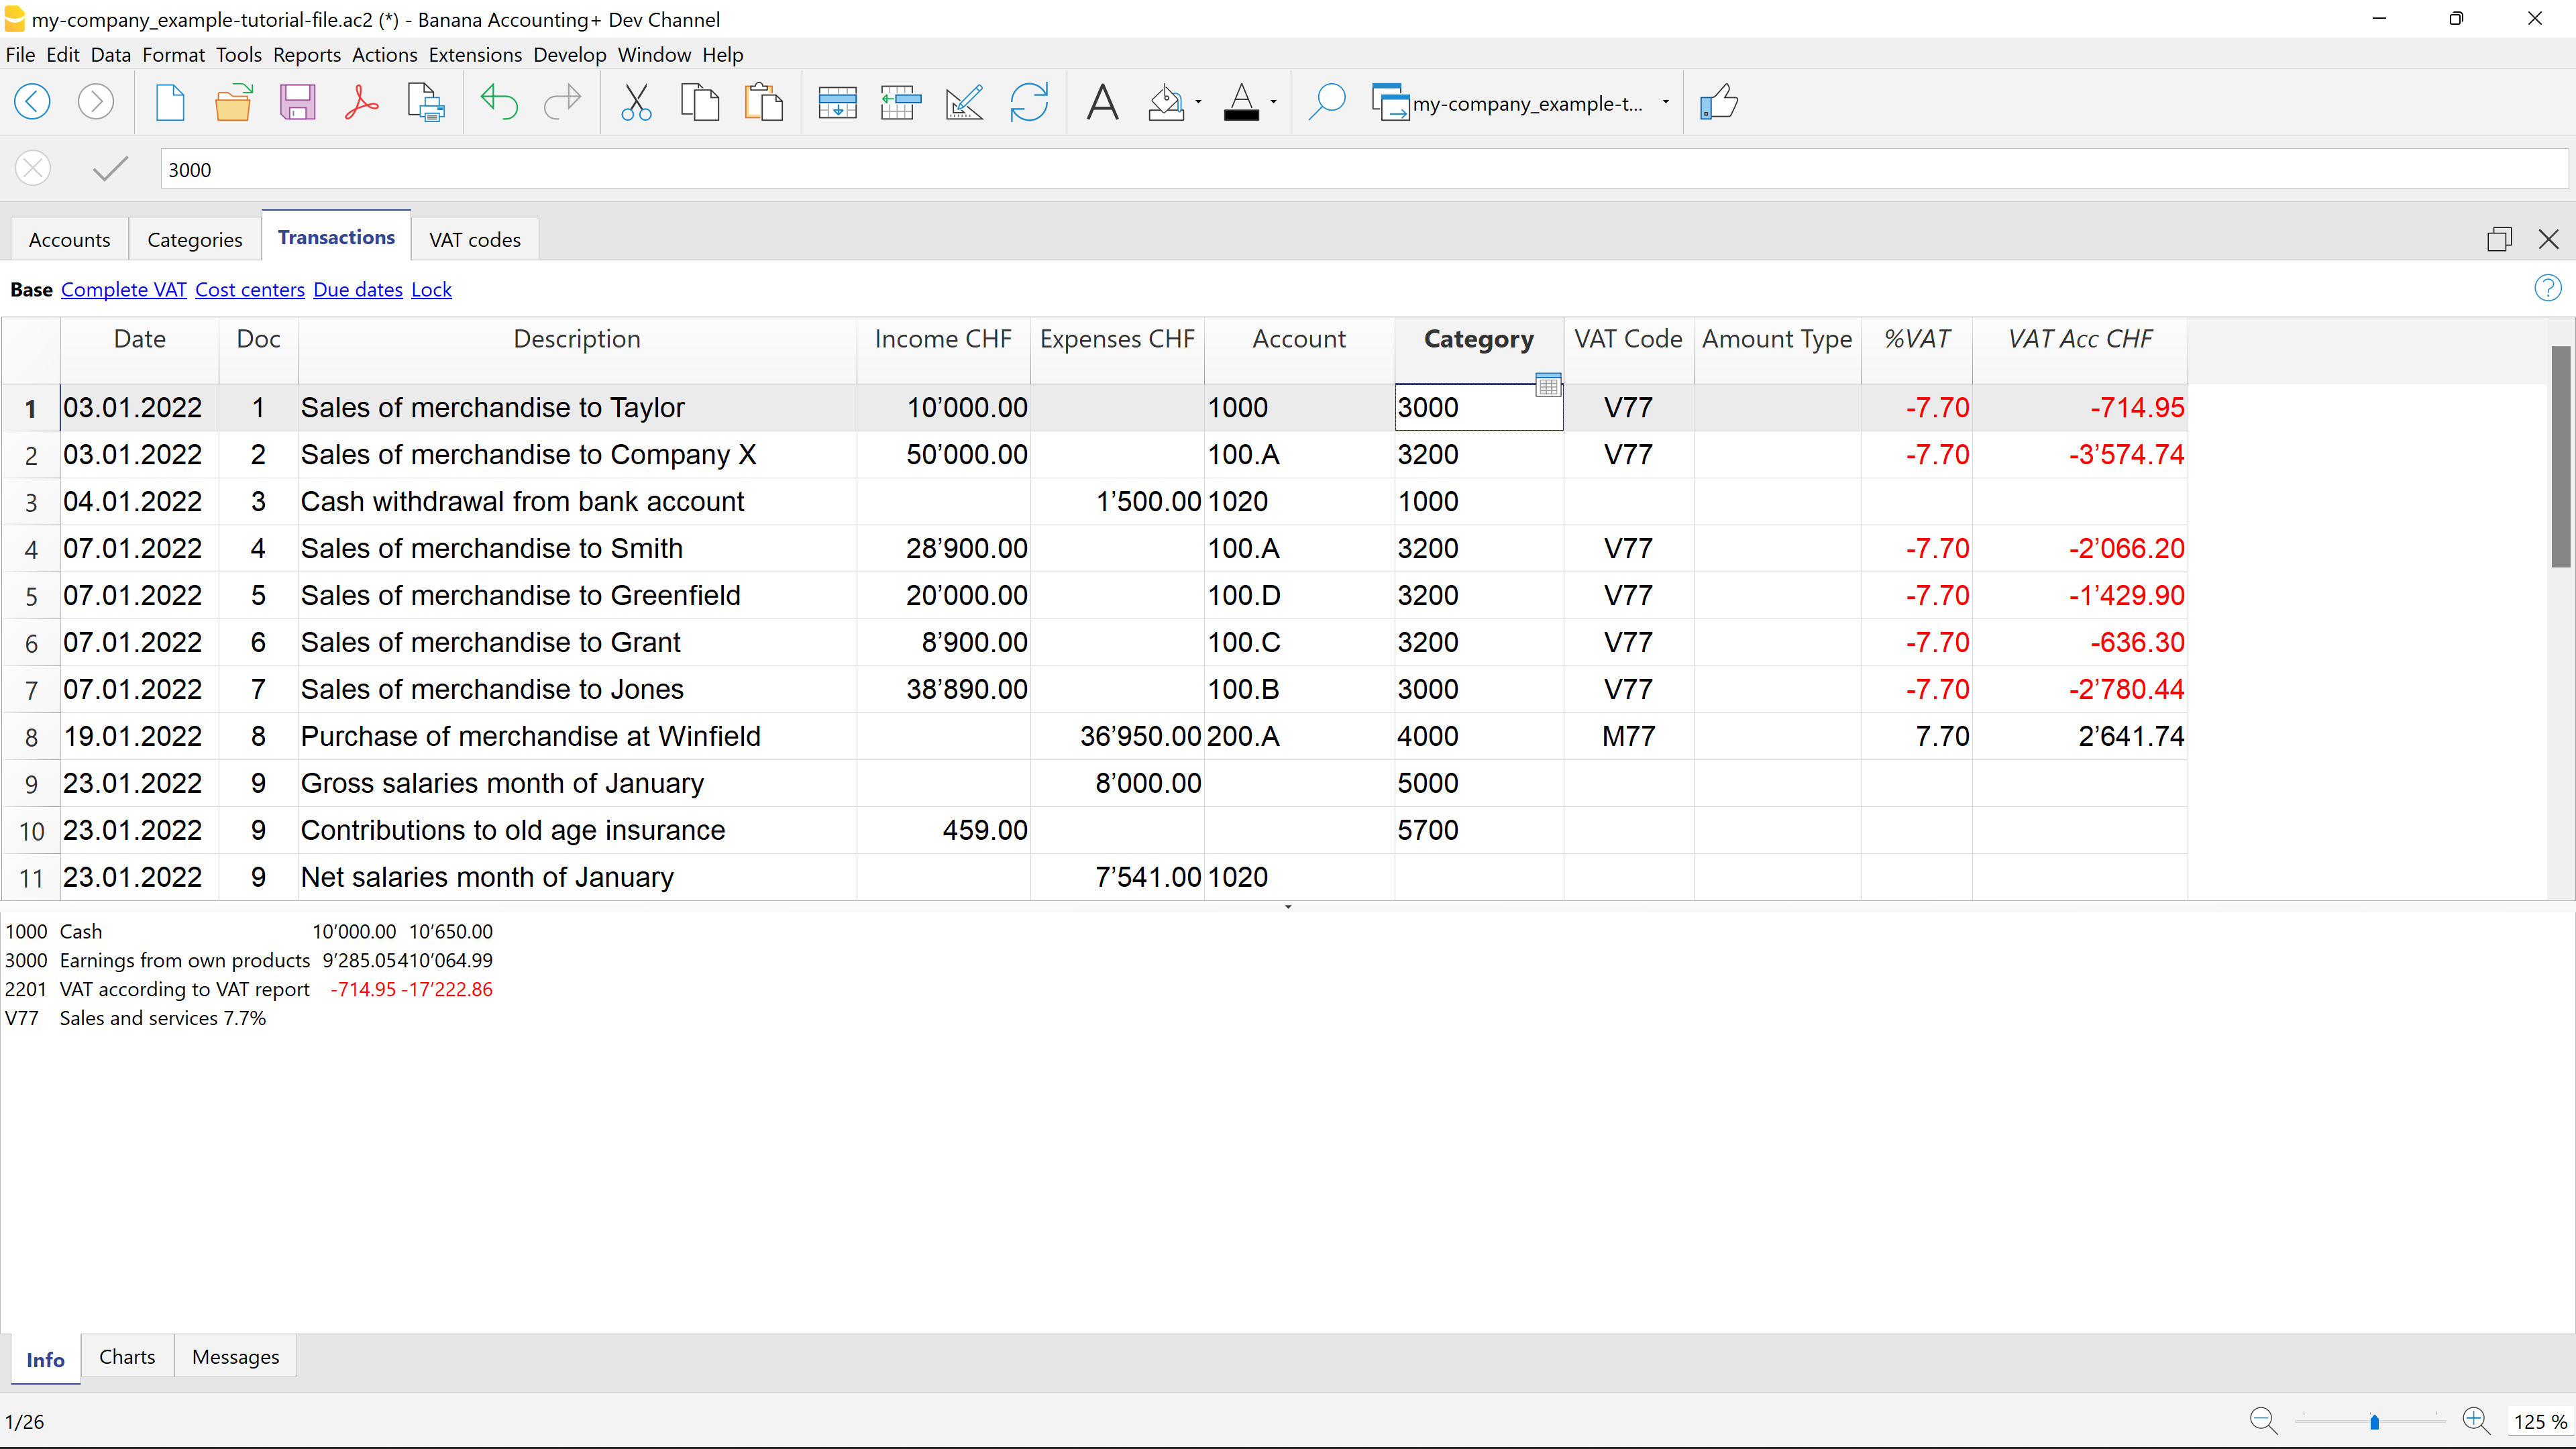 my-company_example-tutorial-file.ac2 (*) - Banana Accounting+ Dev Channel
File Edit Data Format Tools Reports Actions Extensions Develop Window Help
my-company_example-t...
3000
Accounts Categories Transactions VAT codes
Base Complete VAT Cost centers Due dates Lock
Date Doc Description Income CHF Expenses CHF Account Category VAT Code Amount Type %VAT VAT Acc CHF
1 03.01.2022 1 Sales of merchandise to Taylor 10’000.00 1000 3000 V77 -7.70 -714.95
2 03.01.2022 2 Sales of merchandise to Company X 50’000.00 100.A 3200 V77 -7.70 -3’574.74
3 04.01.2022 3 Cash withdrawal from bank account 1’500.00 1020 1000
4 07.01.2022 4 Sales of merchandise to Smith 28’900.00 100.A 3200 V77 -7.70 -2’066.20
5 07.01.2022 5 Sales of merchandise to Greenfield 20’000.00 100.D 3200 V77 -7.70 -1’429.90
6 07.01.2022 6 Sales of merchandise to Grant 8’900.00 100.C 3200 V77 -7.70 -636.30
7 07.01.2022 7 Sales of merchandise to Jones 38’890.00 100.B 3000 V77 -7.70 -2’780.44
8 19.01.2022 8 Purchase of merchandise at Winfield 36’950.00 200.A 4000 M77 7.70 2’641.74
9 23.01.2022 9 Gross salaries month of January 8’000.00 5000
10 23.01.2022 9 Contributions to old age insurance 459.00 5700
11 23.01.2022 9 Net salaries month of January 7’541.00 1020
1000 Cash 10’000.00 10’650.00
3000 Earnings from own products 9’285.05 410’064.99
2201 VAT according to VAT report -714.95 -17’222.86
V77 Sales and services 7.7%
Info Charts Messages
1/26 125 %